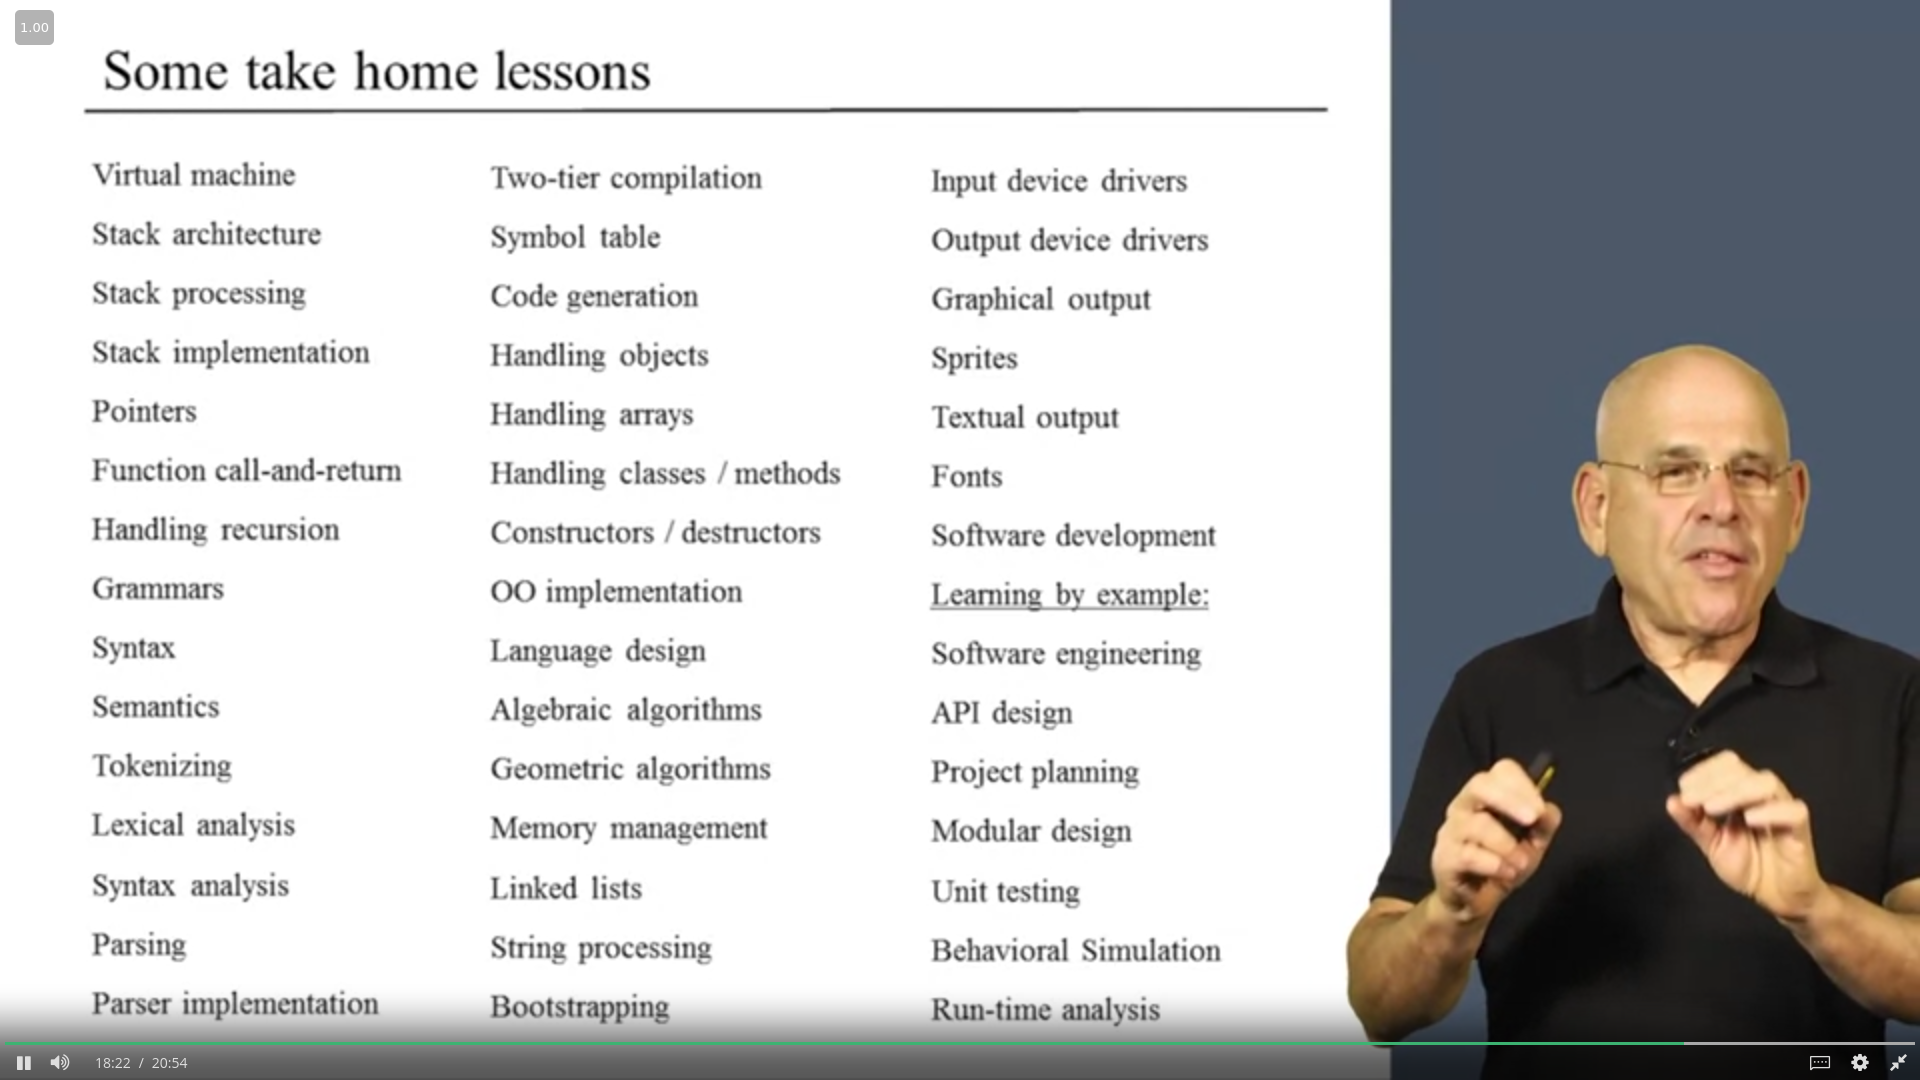 1.00
Some take home lessons
Virtual machine
Stack architecture
Stack processing
Stack implementation
Pointers
Function call-and-return
Handling recursion
Grammars
Syntax
Semantics
Tokenizing
Lexical analysis
Syntax analysis
Parsing
Parser implementation
Two-tier compilation
Symbol table
Code generation
Handling objects
Handling arrays
Handling classes / methods
Constructors / destructors
OO implementation
Language design
Algebraic algorithms
Geometric algorithms
Memory management
Linked lists
String processing
Bootstrapping
Input device drivers
Output device drivers
Graphical output
Sprites
Textual output
Fonts
Software development
Learning by example:
Software engineering
API design
Project planning
Modular design
Unit testing
Behavioral Simulation
Run-time analysis
18:22 / 20:54